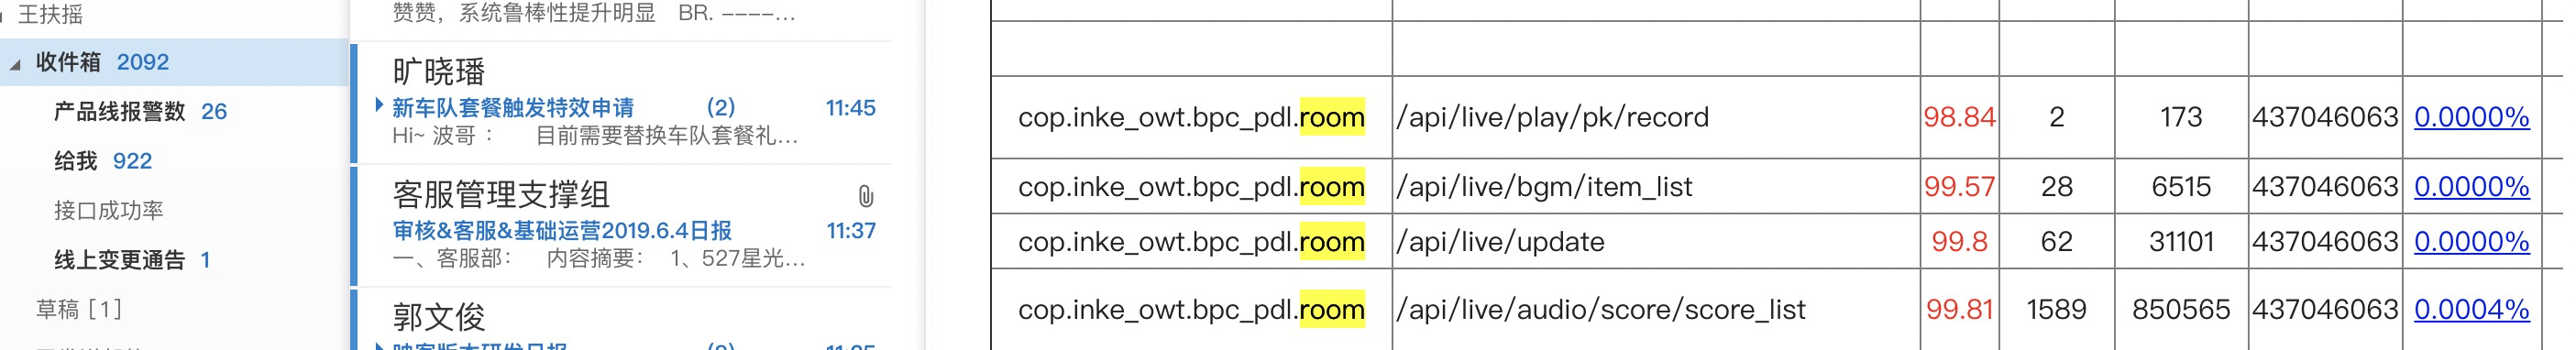 王扶摇
收件箱 2092
产品线报警数 26
给我 922
接口成功率
线上变更通告 1
草稿 [1]
赞赞，系统鲁棒性提升明显 BR. ----...
旷晓璠
新车队套餐触发特效申请 (2) 11:45
Hi~ 波哥： 目前需要替换车队套餐礼...
客服管理支撑组
审核&客服&基础运营2019.6.4日报 11:37
一、客服部： 内容摘要： 1、527星光...
郭文俊
cop.inke_owt.bpc_pdl.room /api/live/play/pk/record 98.84 2 173 437046063 0.0000%
cop.inke_owt.bpc_pdl.room /api/live/bgm/item_list 99.57 28 6515 437046063 0.0000%
cop.inke_owt.bpc_pdl.room /api/live/update 99.8 62 31101 437046063 0.0000%
cop.inke_owt.bpc_pdl.room /api/live/audio/score/score_list 99.81 1589 850565 437046063 0.0004%